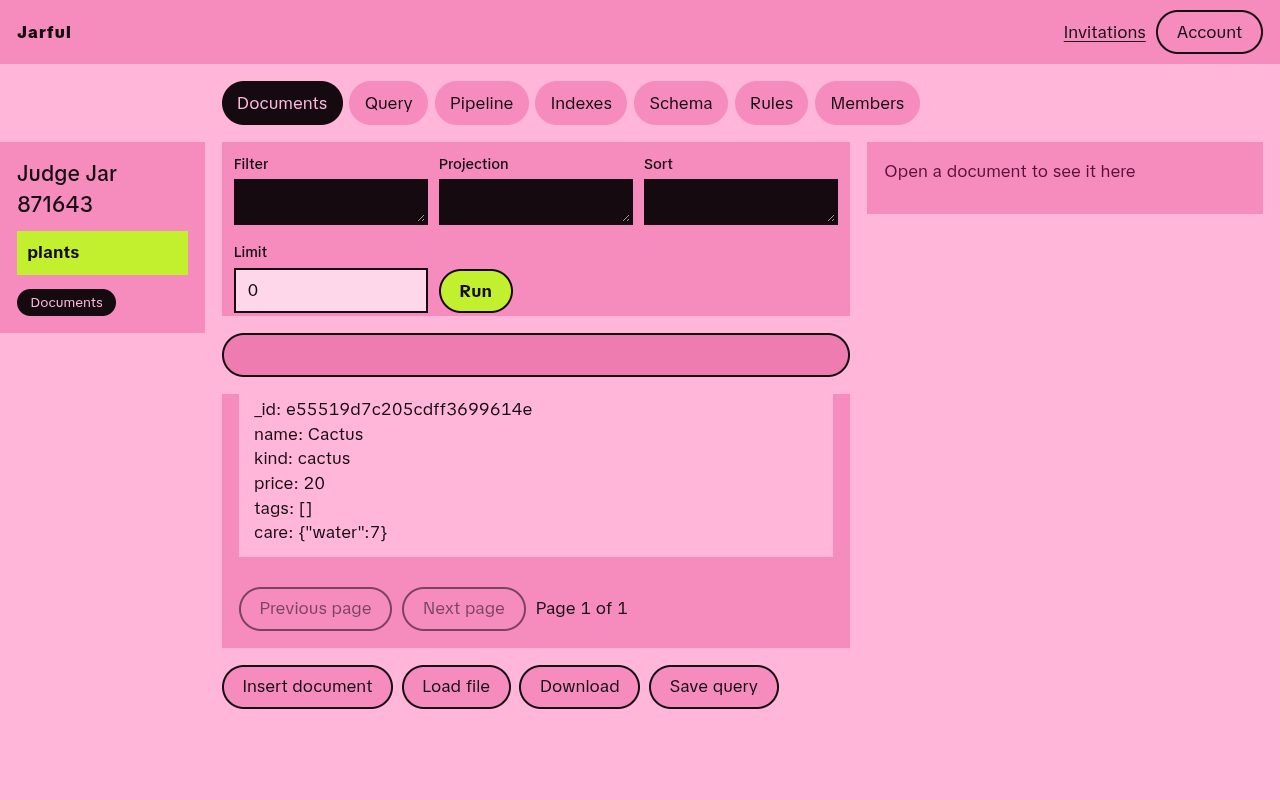 Jarful
Invitations
Account
Documents
Query
Pipeline
Indexes
Schema
Rules
Members
Judge Jar
871643
plants
Documents
Filter
Projection
Sort
Limit
0
Run
_id: e55519d7c205cdff3699614e
name: Cactus
kind: cactus
price: 20
tags: []
care: {"water":7}
Previous page
Next page
Page 1 of 1
Insert document
Load file
Download
Save query
Open a document to see it here